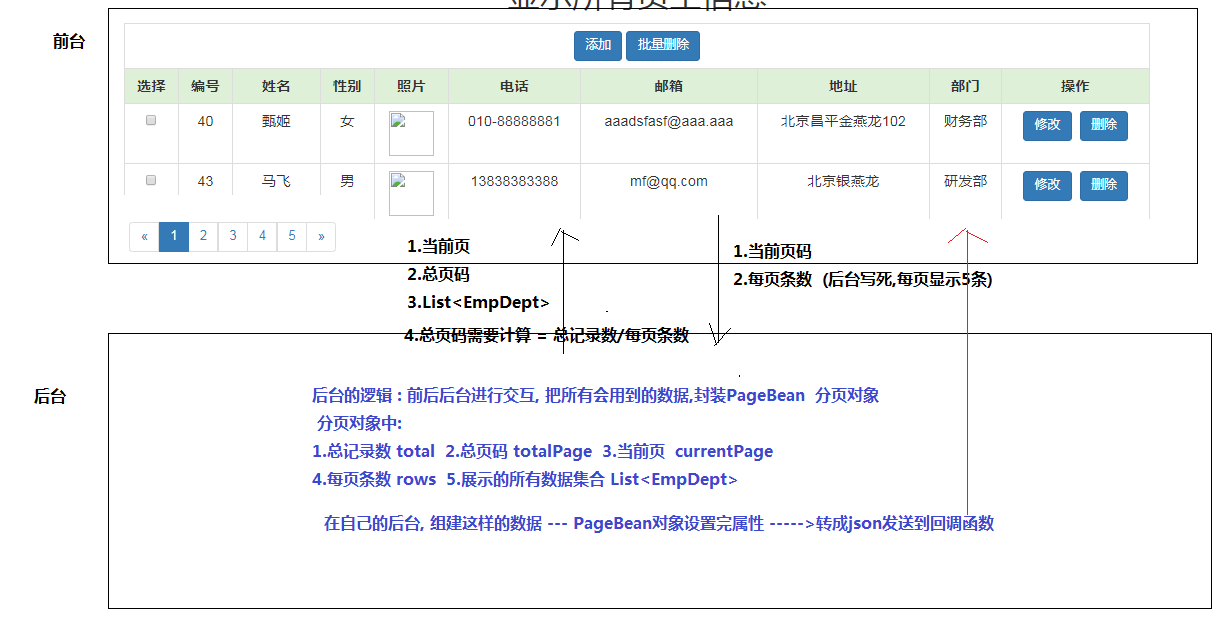 显示所有员工信息
前台
添加 批量删除
选择 编号 姓名 性别 照片 电话 邮箱 地址 部门 操作
40 甄姬 女 010-88888881 aaadsfasf@aaa.aaa 北京昌平金燕龙102 财务部 修改 删除
43 马飞 男 13838383388 mf@qq.com 北京银燕龙 研发部 修改 删除
« 1 2 3 4 5 »
1.当前页
2.总页码
3.List<EmpDept>
4.总页码需要计算 = 总记录数/每页条数
1.当前页码
2.每页条数 (后台写死,每页显示5条)
后台
后台的逻辑 : 前后后台进行交互, 把所有会用到的数据,封装PageBean 分页对象
分页对象中:
1.总记录数 total 2.总页码 totalPage 3.当前页 currentPage
4.每页条数 rows 5.展示的所有数据集合 List<EmpDept>
在自己的后台, 组建这样的数据 --- PageBean对象设置完属性 ----->转成json发送到回调函数